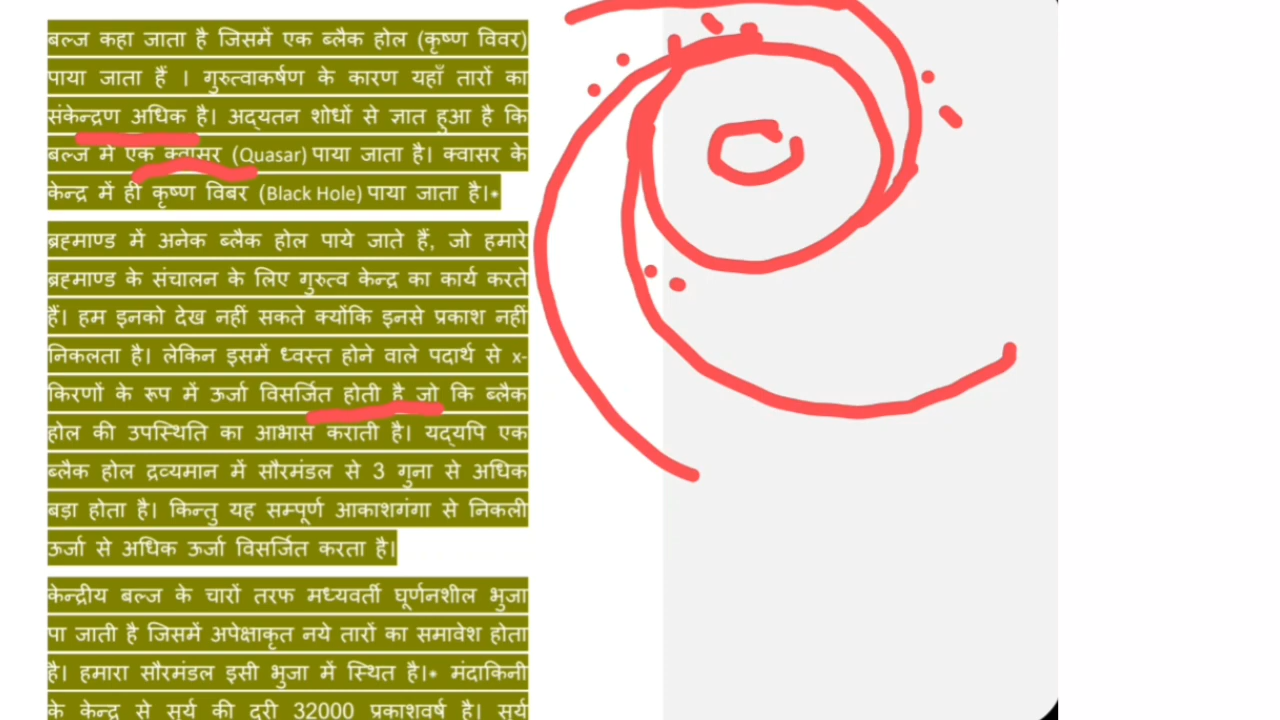 बल्ज कहा जाता है जिसमें एक ब्लैक होल (कृष्ण विवर)
पाया जाता हैं । गुरुत्वाकर्षण के कारण यहाँ तारों का
संकेन्द्रण अधिक है। अद्यतन शोधों से ज्ञात हुआ है कि
बल्ज में एक क्वासर (Quasar) पाया जाता है। क्वासर के
केन्द्र में ही कृष्ण विबर (Black Hole) पाया जाता है।*
ब्रह्माण्ड में अनेक ब्लैक होल पाये जाते हैं, जो हमारे
ब्रह्माण्ड के संचालन के लिए गुरुत्व केन्द्र का कार्य करते
हैं। हम इनको देख नहीं सकते क्योंकि इनसे प्रकाश नहीं
निकलता है। लेकिन इसमें ध्वस्त होने वाले पदार्थ से x-
किरणों के रूप में ऊर्जा विसर्जित होती है जो कि ब्लैक
होल की उपस्थिति का आभास कराती है। यद्यपि एक
ब्लैक होल द्रव्यमान में सौरमंडल से 3 गुना से अधिक
बड़ा होता है। किन्तु यह सम्पूर्ण आकाशगंगा से निकली
ऊर्जा से अधिक ऊर्जा विसर्जित करता है।
केन्द्रीय बल्ज के चारों तरफ मध्यवर्ती घूर्णनशील भुजा
पा जाती है जिसमें अपेक्षाकृत नये तारों का समावेश होता
है। हमारा सौरमंडल इसी भुजा में स्थित है।* मंदाकिनी
के केन्द्र से सूर्य की दूरी 32000 प्रकाशवर्ष है। सूर्य